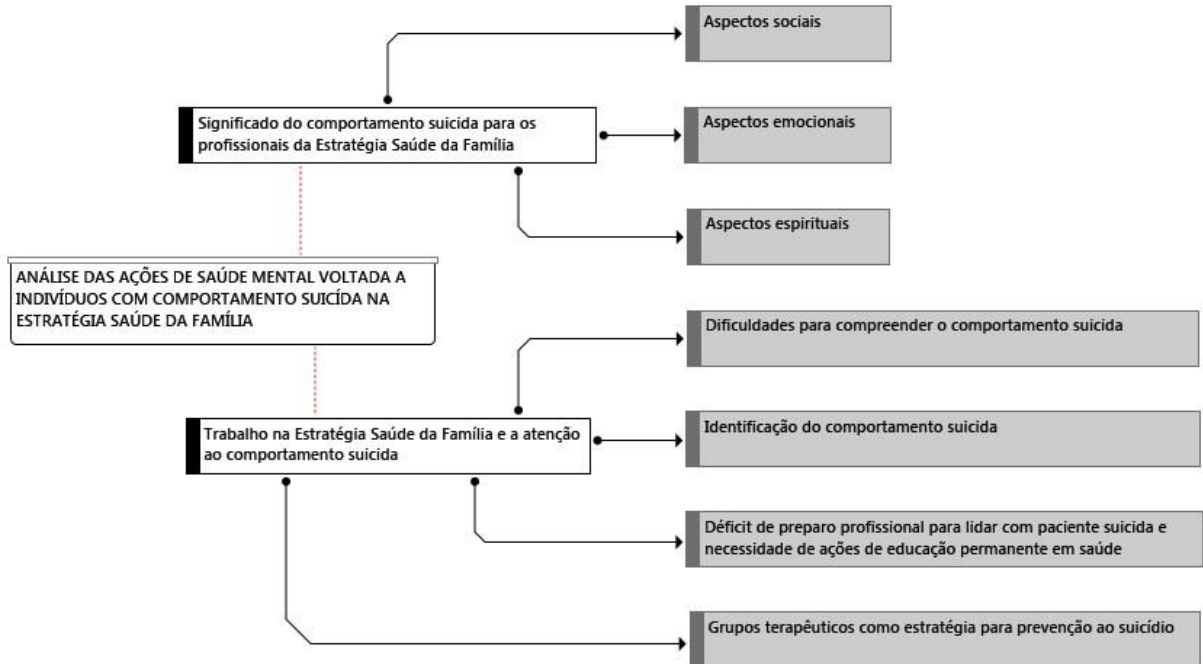 Aspectos sociais
Significado do comportamento suicida para os
profissionais da Estratégia Saúde da Família
Aspectos emocionais
Aspectos espirituais
ANÁLISE DAS AÇÕES DE SAÚDE MENTAL VOLTADA A
INDIVÍDUOS COM COMPORTAMENTO SUICÍDA NA
ESTRATÉGIA SAÚDE DA FAMÍLIA
Dificuldades para compreender o comportamento suicida
Trabalho na Estratégia Saúde da Família e a atenção
ao comportamento suicida
Identificação do comportamento suicida
Déficit de preparo profissional para lidar com paciente suicida e
necessidade de ações de educação permanente em saúde
Grupos terapêuticos como estratégia para prevenção ao suicídio